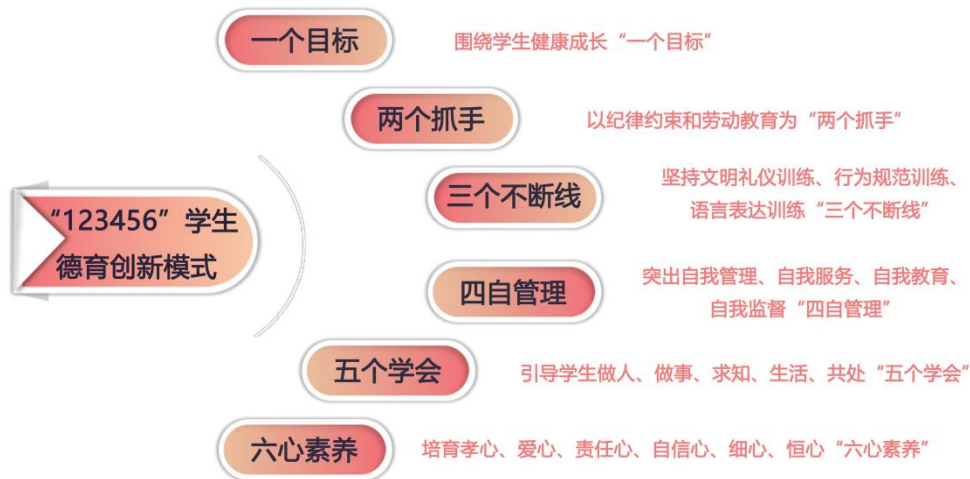 一个目标
围绕学生健康成长“一个目标”
两个抓手
以纪律约束和劳动教育为“两个抓手”
三个不断线
坚持文明礼仪训练、行为规范训练、
语言表达训练“三个不断线”
“123456”学生
德育创新模式
四自管理
突出自我管理、自我服务、自我教育、
自我监督“四自管理”
五个学会
引导学生做人、做事、求知、生活、共处“五个学会”
六心素养
培育孝心、爱心、责任心、自信心、细心、恒心“六心素养”